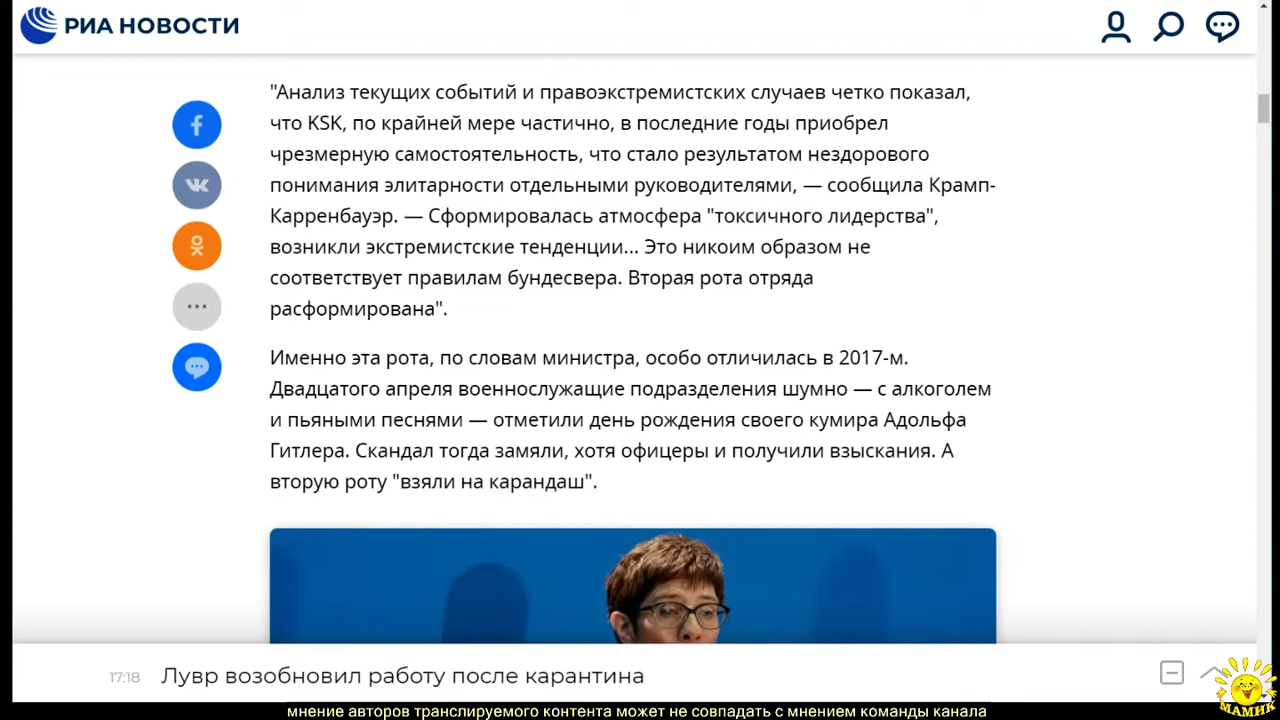 РИА НОВОСТИ
"Анализ текущих событий и правоэкстремистских случаев четко показал,
что KSK, по крайней мере частично, в последние годы приобрел
чрезмерную самостоятельность, что стало результатом нездорового
понимания элитарности отдельными руководителями, — сообщила Крамп-
Карренбауэр. — Сформировалась атмосфера "токсичного лидерства",
возникли экстремистские тенденции... Это никоим образом не
соответствует правилам бундесвера. Вторая рота отряда
расформирована".
Именно эта рота, по словам министра, особо отличилась в 2017-м.
Двадцатого апреля военнослужащие подразделения шумно — с алкоголем
и пьяными песнями — отметили день рождения своего кумира Адольфа
Гитлера. Скандал тогда замяли, хотя офицеры и получили взыскания. А
вторую роту "взяли на карандаш".
17:18 Лувр возобновил работу после карантина
МАМИК
мнение авторов транслируемого контента может не совпадать с мнением команды канала